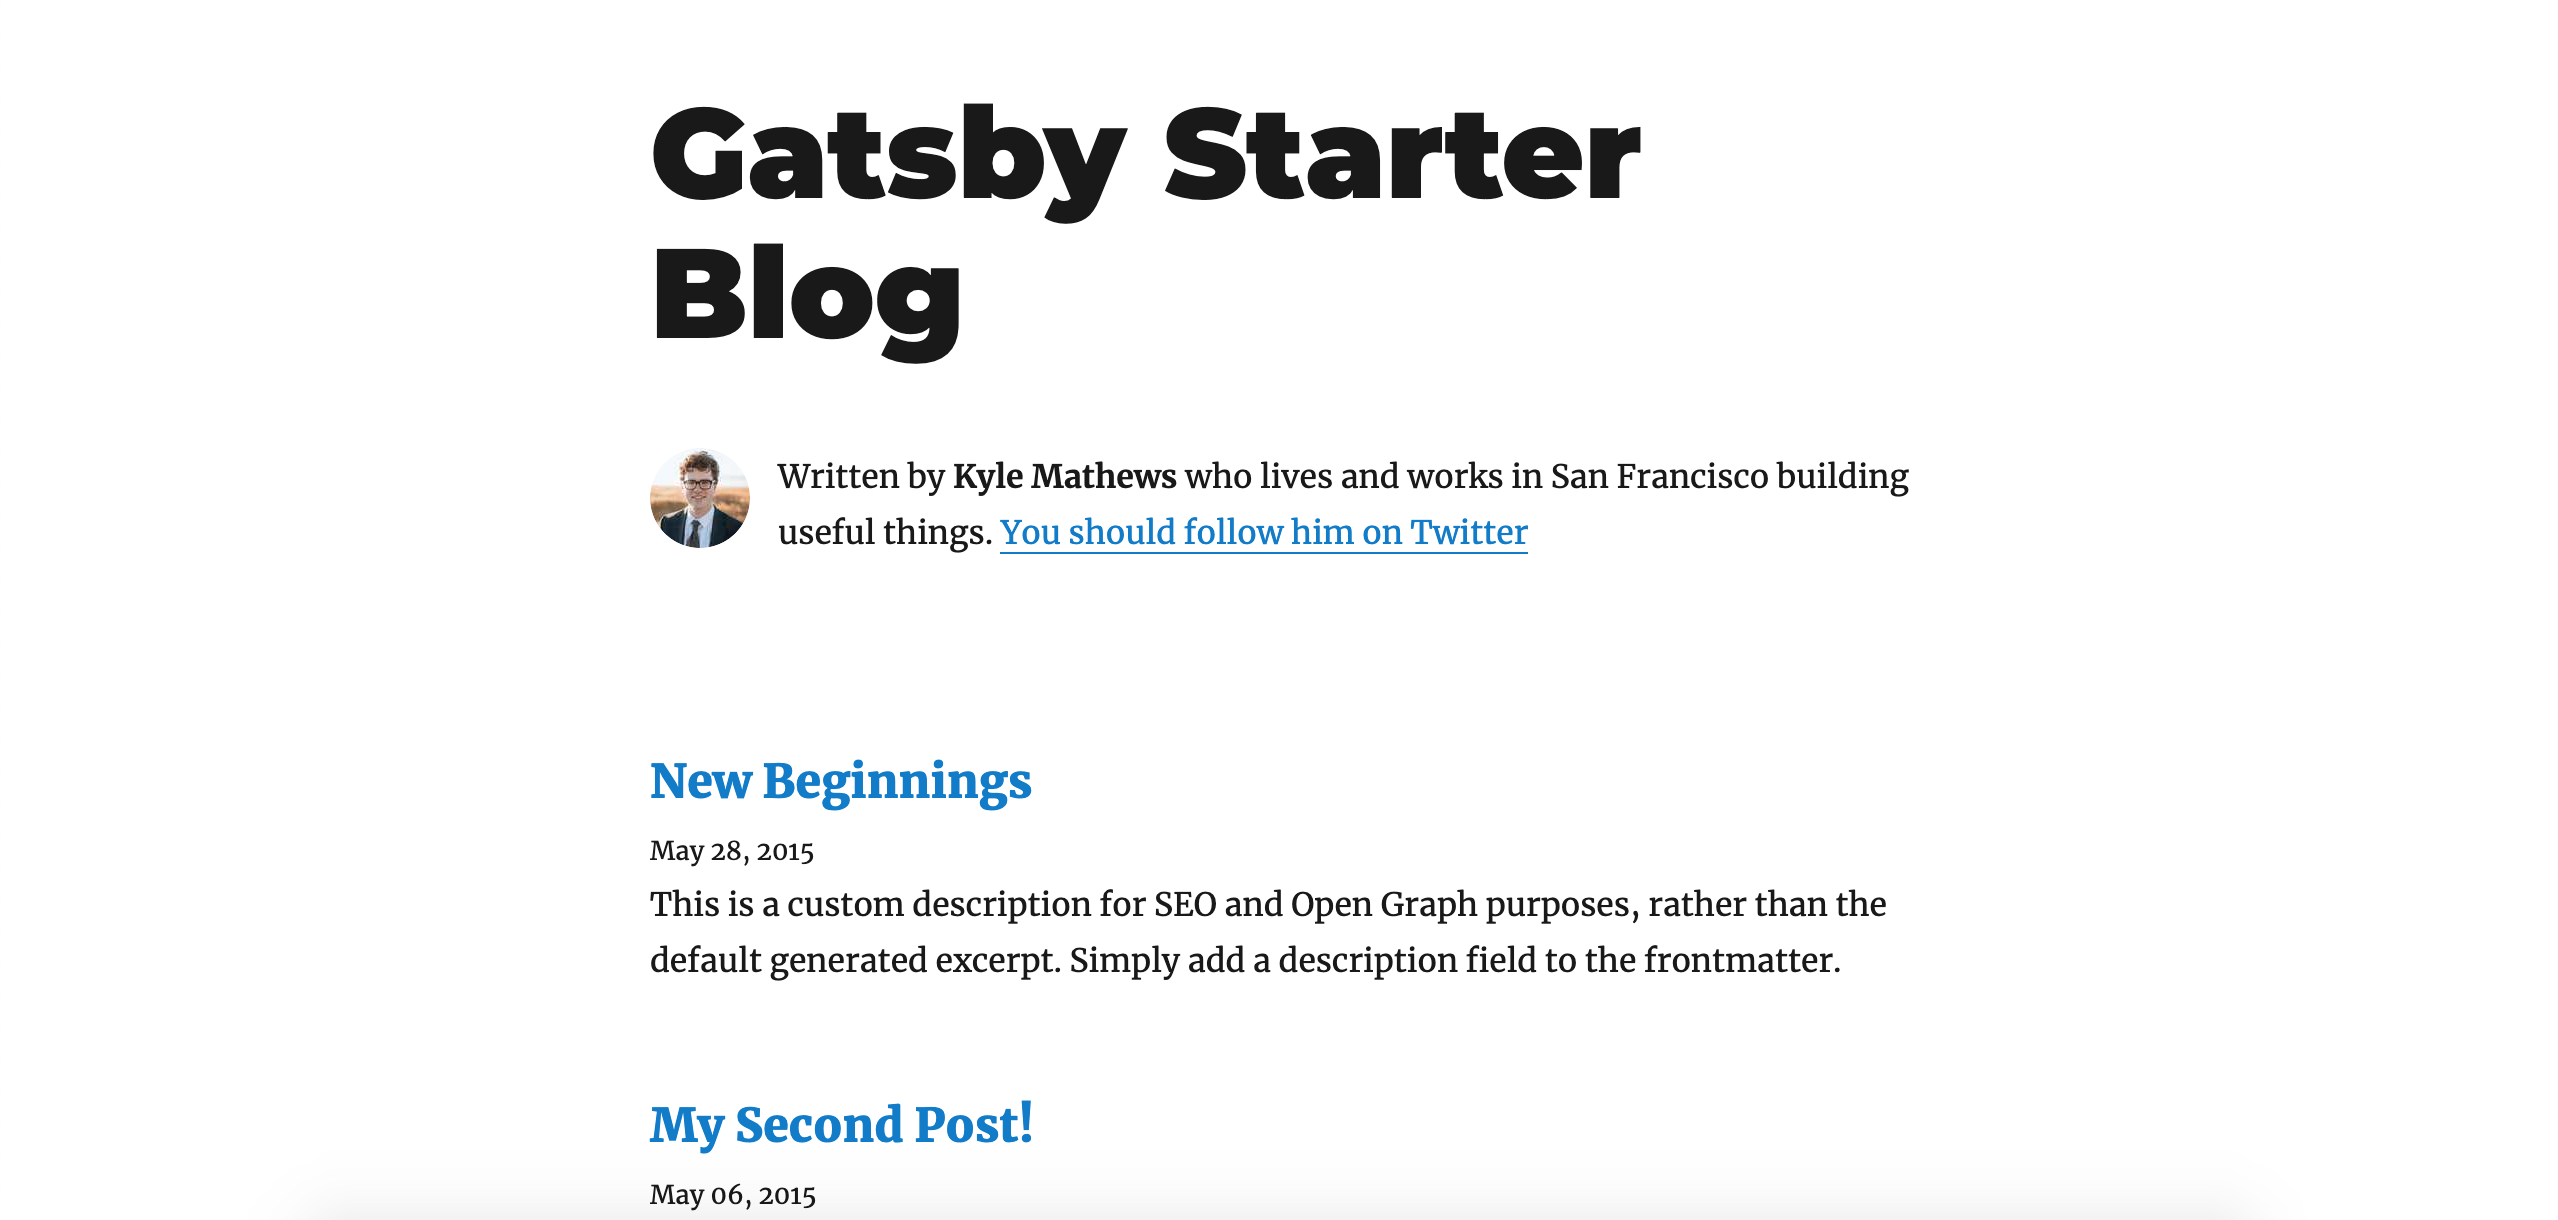 Gatsby Starter
Blog
Written by Kyle Mathews who lives and works in San Francisco building
useful things. You should follow him on Twitter
New Beginnings
May 28, 2015
This is a custom description for SEO and Open Graph purposes, rather than the
default generated excerpt. Simply add a description field to the frontmatter.
My Second Post!
May 06, 2015